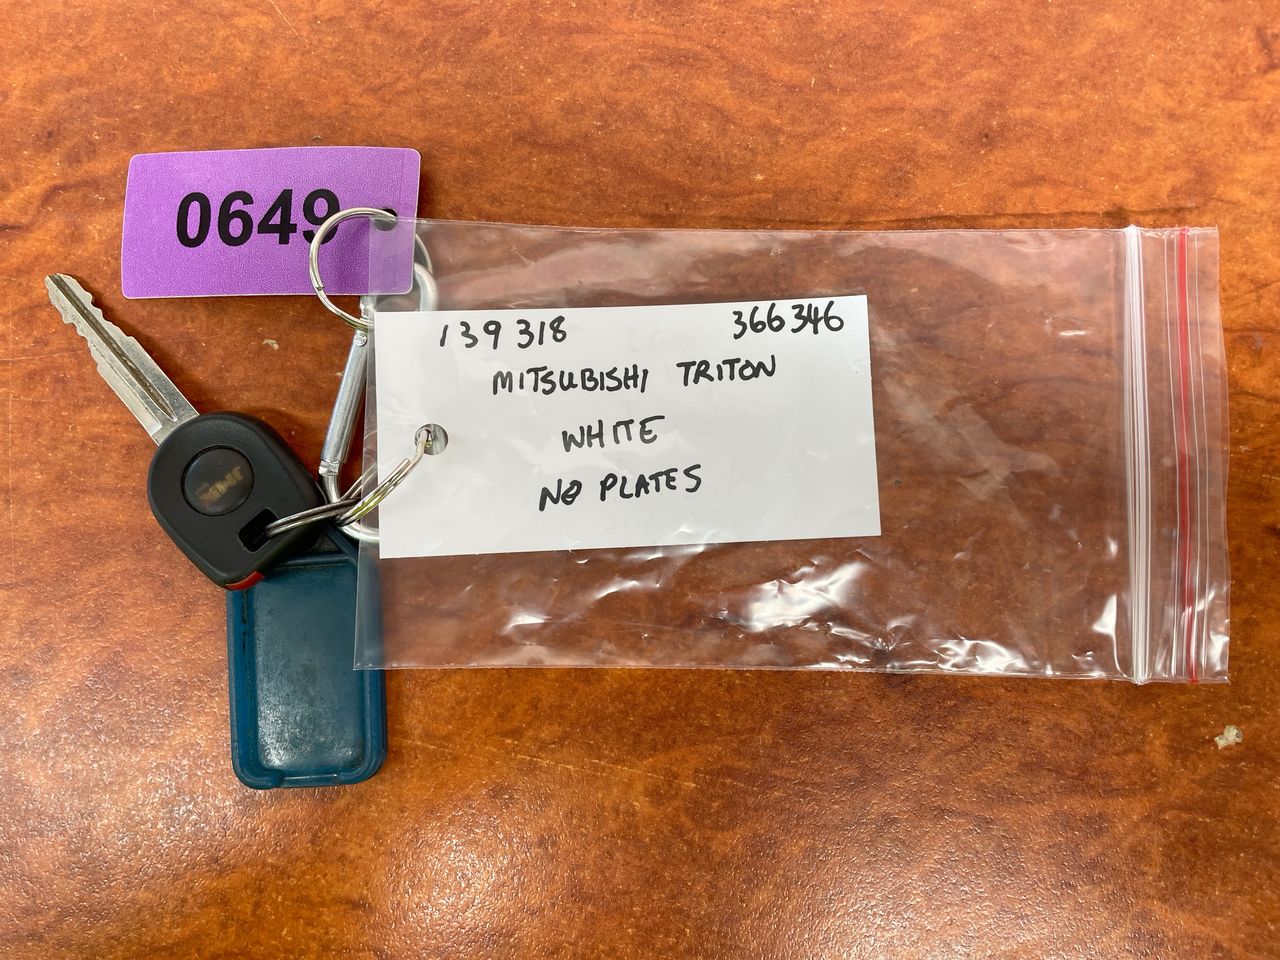 0649
139 318 366 346
MITSUBISHI TRITON
WHITE
NO PLATES